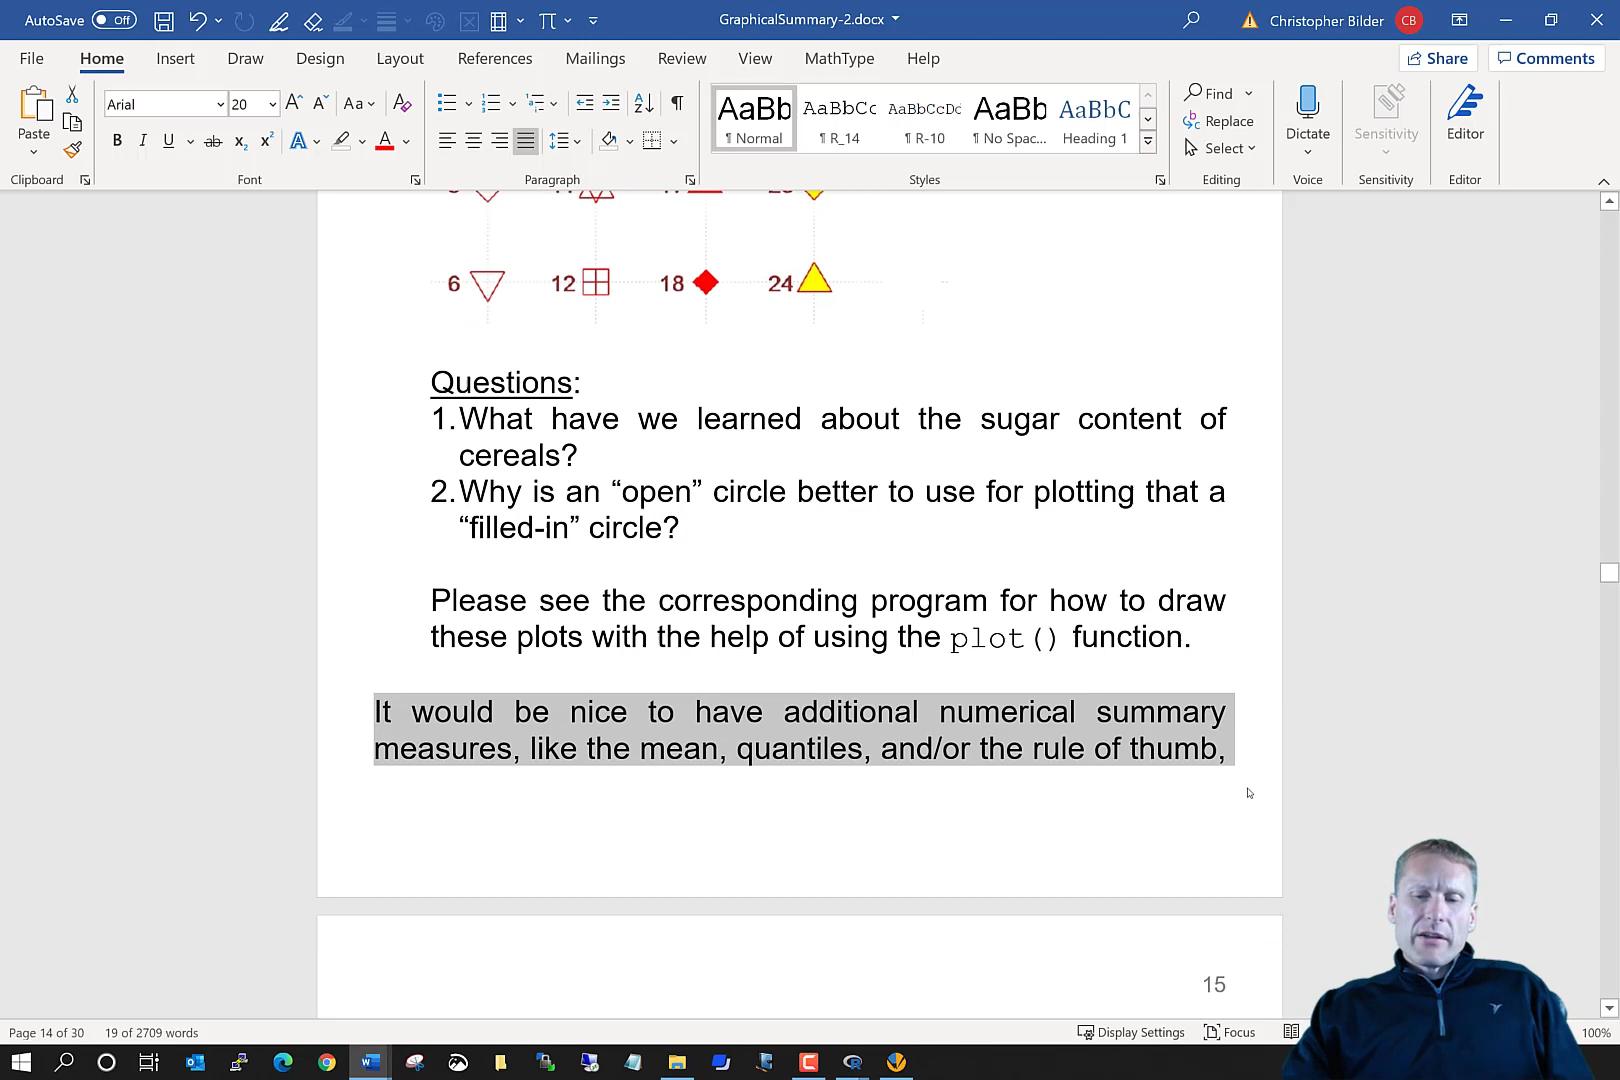 AutoSave Off GraphicalSummary-2.docx Christopher Bilder CB
File Home Insert Draw Design Layout References Mailings Review View MathType Help Share Comments
Paste Arial 20 Aa
B I U ab x₂ x² A A
AaBb AaBbCc AaBbCcDd AaBb AaBbC
¶ Normal ¶ R_14 ¶ R-10 ¶ No Spac... Heading 1
Find
Replace
Select
Dictate Sensitivity Editor
Clipboard Font Paragraph Styles Editing Voice Sensitivity Editor
6 12 18 24
Questions:
1. What have we learned about the sugar content of
cereals?
2. Why is an “open” circle better to use for plotting that a
“filled-in” circle?
Please see the corresponding program for how to draw
these plots with the help of using the plot() function.
It would be nice to have additional numerical summary
measures, like the mean, quantiles, and/or the rule of thumb,
15
Page 14 of 30 19 of 2709 words Display Settings Focus 100%